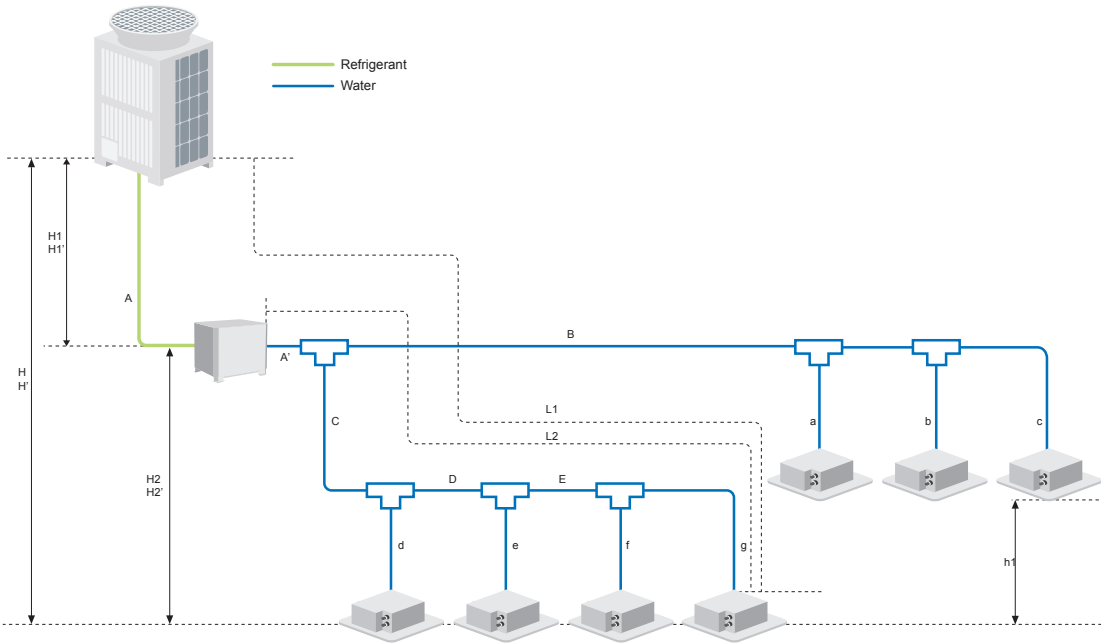 Refrigerant
Water
H1
H1’
A
B
A’
H
H’
L1
C
a
b
c
L2
H2
H2’
D
E
d
e
f
g
h1